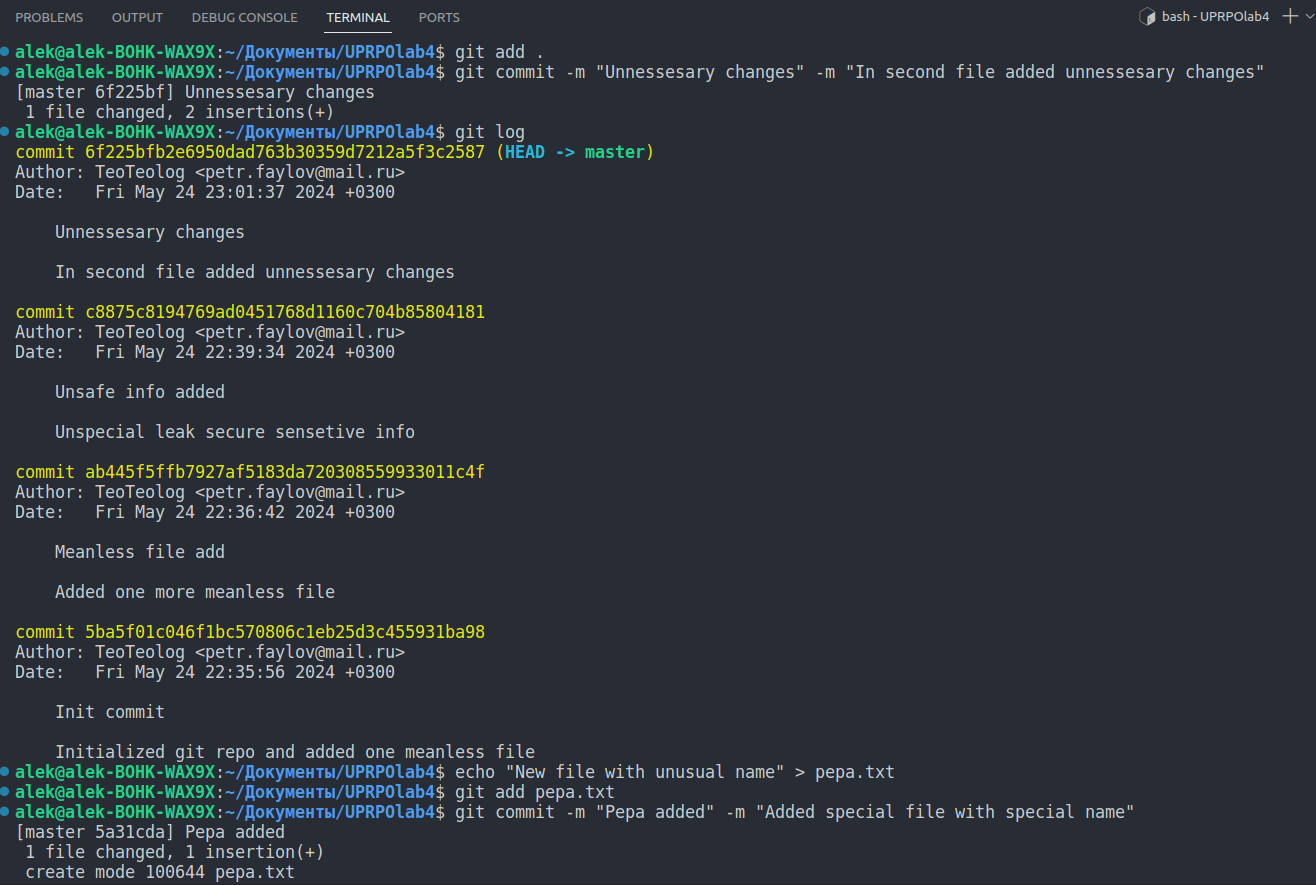 PROBLEMS OUTPUT DEBUG CONSOLE TERMINAL PORTS bash - UPRPOlab4
alek@alek-BOHK-WAX9X:~/Документы/UPRPOlab4$ git add .
alek@alek-BOHK-WAX9X:~/Документы/UPRPOlab4$ git commit -m "Unnessesary changes" -m "In second file added unnessesary changes"
[master 6f225bf] Unnessesary changes
 1 file changed, 2 insertions(+)
alek@alek-BOHK-WAX9X:~/Документы/UPRPOlab4$ git log
commit 6f225bfb2e6950dad763b30359d7212a5f3c2587 (HEAD -> master)
Author: TeoTeolog <petr.faylov@mail.ru>
Date:   Fri May 24 23:01:37 2024 +0300

    Unnessesary changes

    In second file added unnessesary changes

commit c8875c8194769ad0451768d1160c704b85804181
Author: TeoTeolog <petr.faylov@mail.ru>
Date:   Fri May 24 22:39:34 2024 +0300

    Unsafe info added

    Unspecial leak secure sensetive info

commit ab445f5ffb7927af5183da720308559933011c4f
Author: TeoTeolog <petr.faylov@mail.ru>
Date:   Fri May 24 22:36:42 2024 +0300

    Meanless file add

    Added one more meanless file

commit 5ba5f01c046f1bc570806c1eb25d3c455931ba98
Author: TeoTeolog <petr.faylov@mail.ru>
Date:   Fri May 24 22:35:56 2024 +0300

    Init commit

    Initialized git repo and added one meanless file
alek@alek-BOHK-WAX9X:~/Документы/UPRPOlab4$ echo "New file with unusual name" > pepa.txt
alek@alek-BOHK-WAX9X:~/Документы/UPRPOlab4$ git add pepa.txt
alek@alek-BOHK-WAX9X:~/Документы/UPRPOlab4$ git commit -m "Pepa added" -m "Added special file with special name"
[master 5a31cda] Pepa added
 1 file changed, 1 insertion(+)
 create mode 100644 pepa.txt